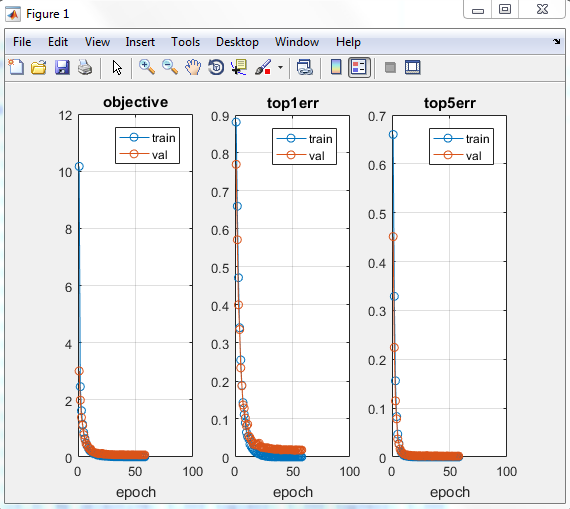 Figure 1
File Edit View Insert Tools Desktop Window Help
objective
12
10
8
6
4
2
0
0 50 100
epoch
train
val
top1err
0.9
0.8
0.7
0.6
0.5
0.4
0.3
0.2
0.1
0
0 50 100
epoch
train
val
top5err
0.7
0.6
0.5
0.4
0.3
0.2
0.1
0
0 50 100
epoch
train
val